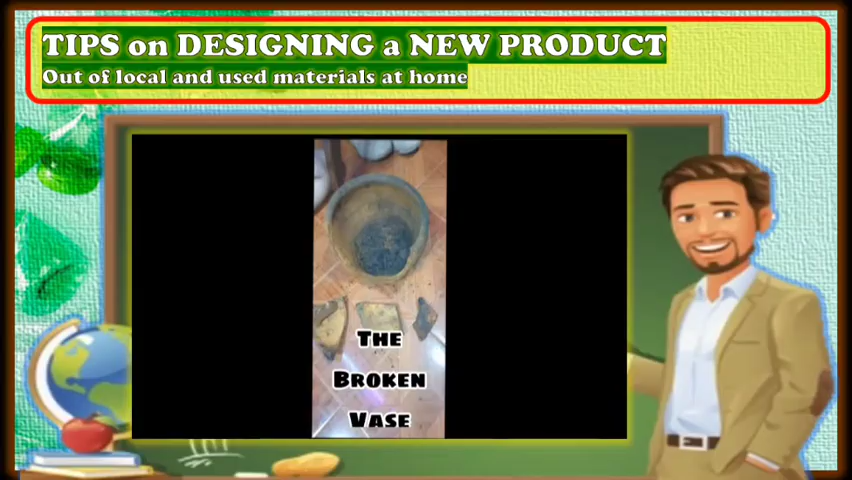 TIPS on DESIGNING a NEW PRODUCT
Out of local and used materials at home
THE
BROKEN
VASE